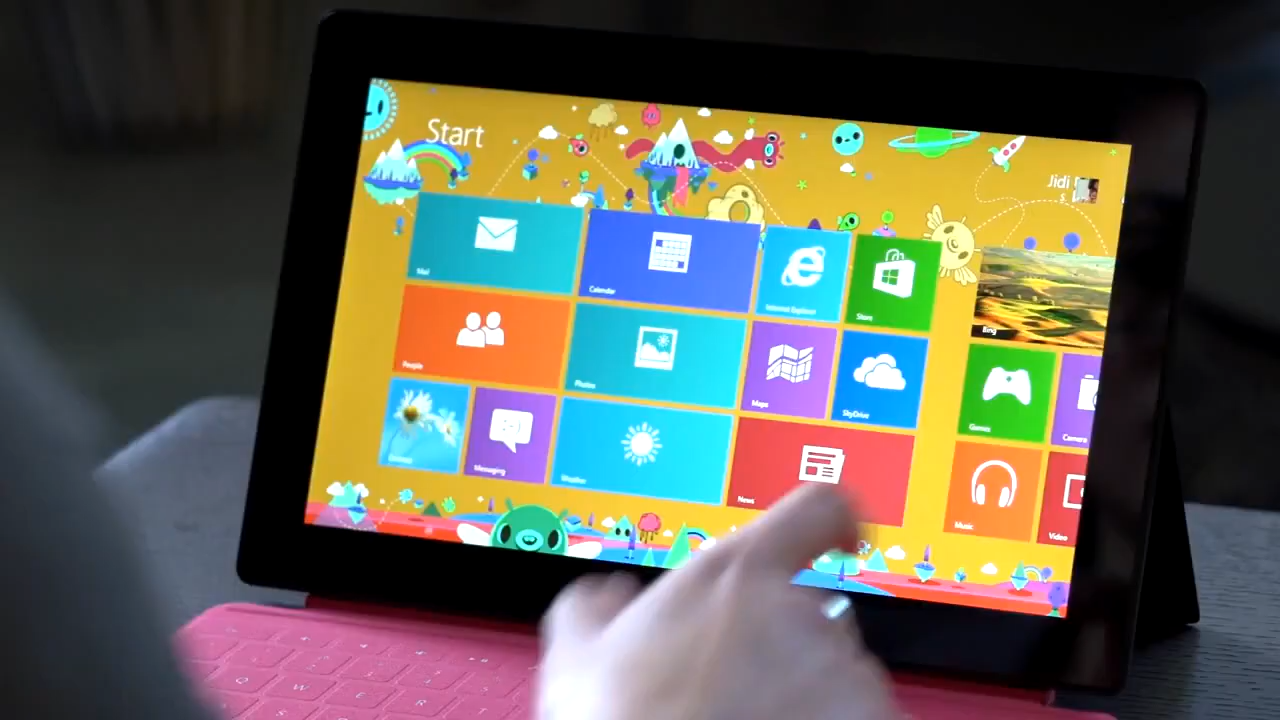 Start
Jidi
S.
Mail
Calendar
Internet Explorer
Store
Bing
People
Photos
Maps
SkyDrive
Games
Camera
Desktop
Messaging
Weather
News
Music
Video
Q
W
E
R